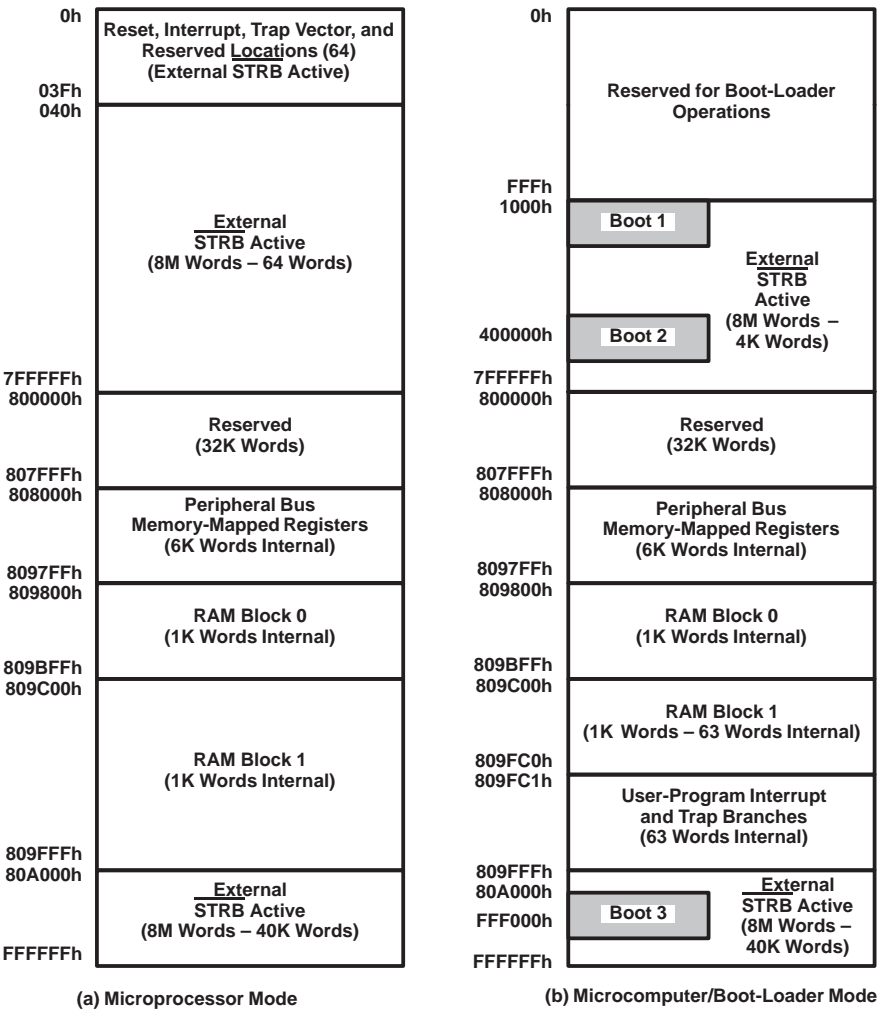 0h
Reset, Interrupt, Trap Vector, and
Reserved Locations (64)
(External STRB Active)
03Fh
040h
External
STRB Active
(8M Words – 64 Words)
7FFFFFh
800000h
Reserved
(32K Words)
807FFFh
808000h
Peripheral Bus
Memory-Mapped Registers
(6K Words Internal)
8097FFh
809800h
RAM Block 0
(1K Words Internal)
809BFFh
809C00h
RAM Block 1
(1K Words Internal)
809FFFh
80A000h
External
STRB Active
(8M Words – 40K Words)
FFFFFFh
(a) Microprocessor Mode
0h
Reserved for Boot-Loader
Operations
FFFh
1000h
Boot 1
External
STRB
Active
(8M Words –
4K Words)
400000h
Boot 2
7FFFFFh
800000h
Reserved
(32K Words)
807FFFh
808000h
Peripheral Bus
Memory-Mapped Registers
(6K Words Internal)
8097FFh
809800h
RAM Block 0
(1K Words Internal)
809BFFh
809C00h
RAM Block 1
(1K Words – 63 Words Internal)
809FC0h
809FC1h
User-Program Interrupt
and Trap Branches
(63 Words Internal)
809FFFh
80A000h
External
STRB Active
(8M Words –
40K Words)
Boot 3
FFF000h
FFFFFFh
(b) Microcomputer/Boot-Loader Mode